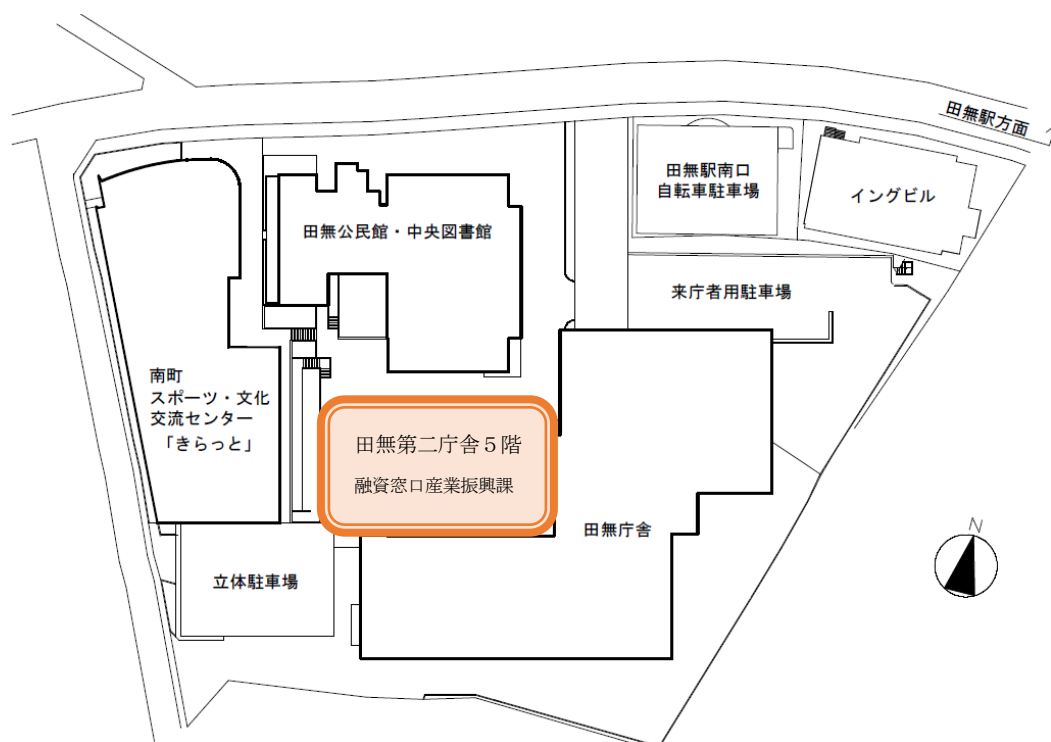 田無駅方面
田無駅南口
自転車駐車場
イングビル
田無公民館・中央図書館
来庁者用駐車場
南町
スポーツ・文化
交流センター
「きらっと」
田無第二庁舎５階
融資窓口産業振興課
田無庁舎
立体駐車場
N